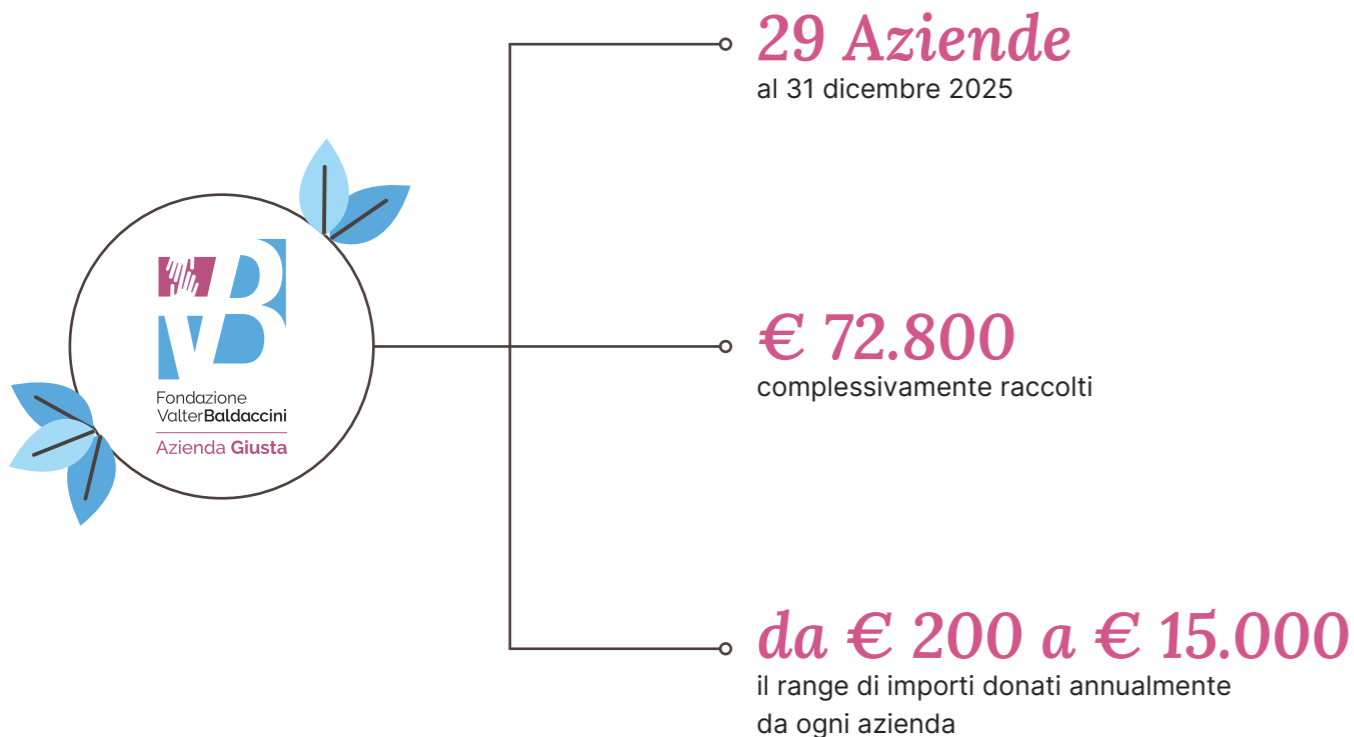 29 Aziende
al 31 dicembre 2025
VB
Fondazione
ValterBaldaccini
Azienda Giusta
€ 72.800
complessivamente raccolti
da € 200 a € 15.000
il range di importi donati annualmente
da ogni azienda